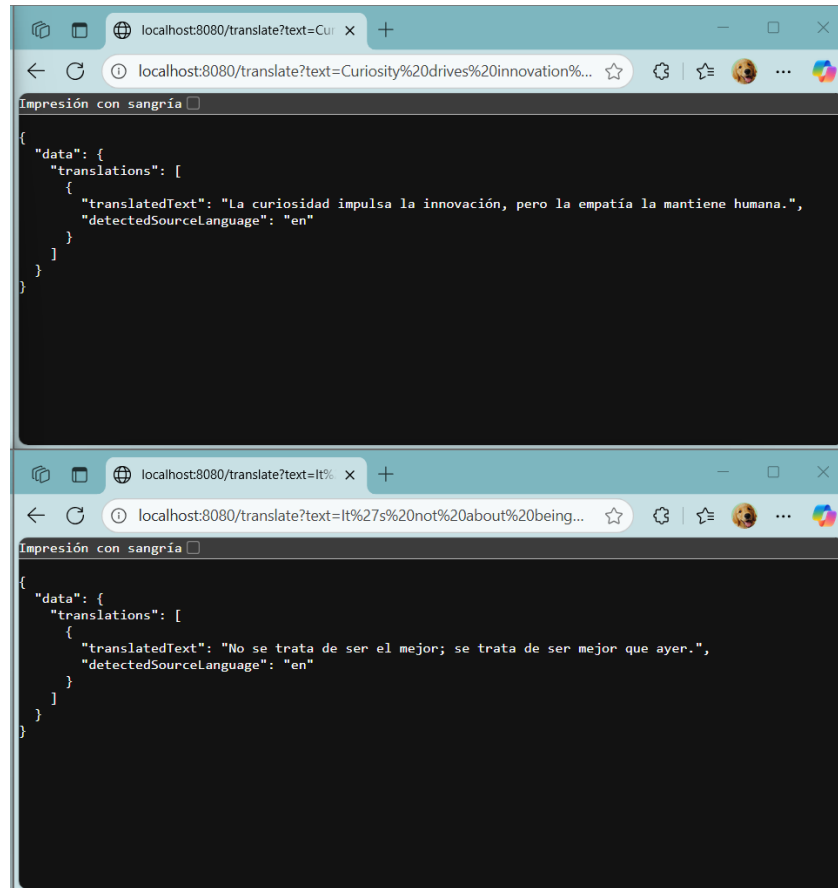 localhost:8080/translate?text=Cur
localhost:8080/translate?text=Curiosity%20drives%20innovation%...
Impresión con sangría
{
"data": {
"translations": [
{
"translatedText": "La curiosidad impulsa la innovación, pero la empatía la mantiene humana.",
"detectedSourceLanguage": "en"
}
]
}
}
localhost:8080/translate?text=It%
localhost:8080/translate?text=It%27s%20not%20about%20being...
Impresión con sangría
{
"data": {
"translations": [
{
"translatedText": "No se trata de ser el mejor; se trata de ser mejor que ayer.",
"detectedSourceLanguage": "en"
}
]
}
}